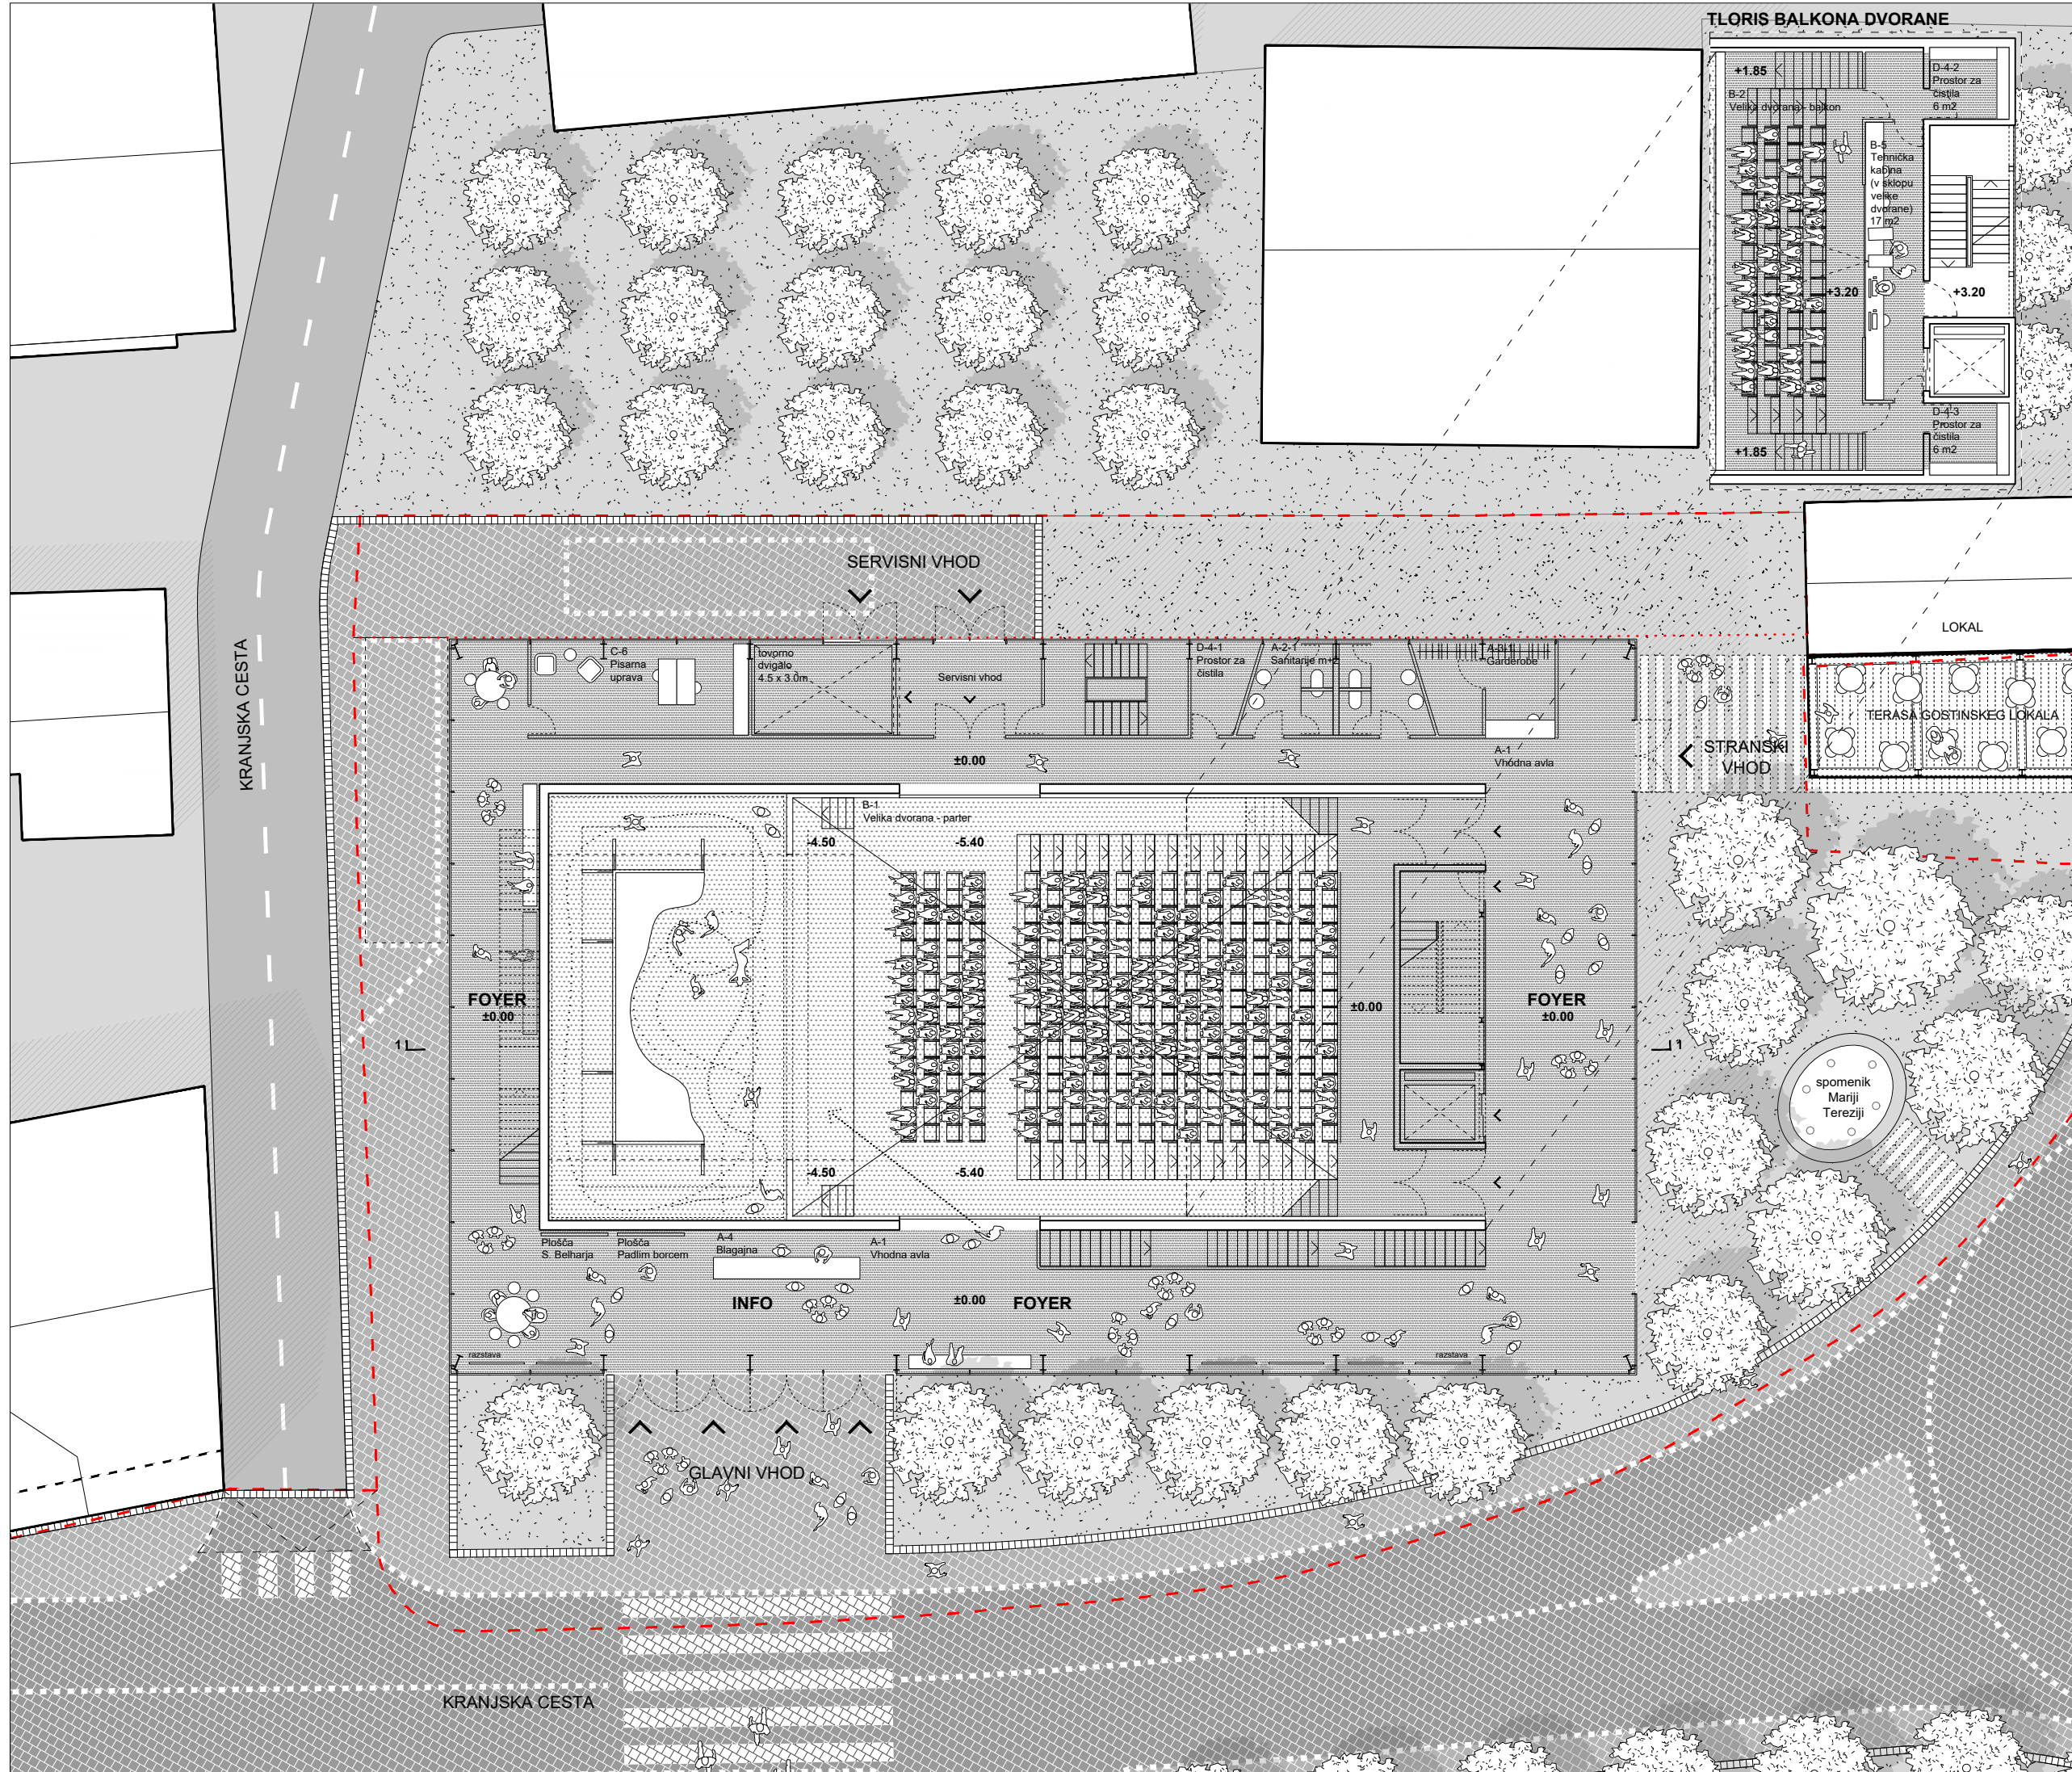 TLORIS BALKONA DVORANE
+1.85
D-4-2
Prostor za
čistila
6 m2
B-2
Velika dvorana - balkon
B-5
Tehnička
kabina
(v sklopu
velike
dvorane)
17 m2
+3.20
+3.20
D-4-3
Prostor za
čistila
6 m2
+1.85
SERVISNI VHOD
LOKAL
KRANJSKA CESTA
C-6
Pisarna
uprava
tovorno
dvigalo
4.5 x 3.0m
Servisni vhod
D-4-1
Prostor za
čistila
A-2-1
Sanitarije m+ž
A-3-1
Garderobe
TERASA GOSTINSKEG LOKALA
STRANSKI
VHOD
±0.00
A-1
Vhodna avla
B-1
Velika dvorana - parter
-4.50
-5.40
FOYER
±0.00
±0.00
FOYER
±0.00
1
1
spomenik
Mariji
Tereziji
-4.50
-5.40
Plošča
S. Belharja
Plošča
Padlim borcem
A-4
Blagajna
A-1
Vhodna avla
INFO
±0.00
FOYER
razstava
razstava
GLAVNI VHOD
KRANJSKA CESTA